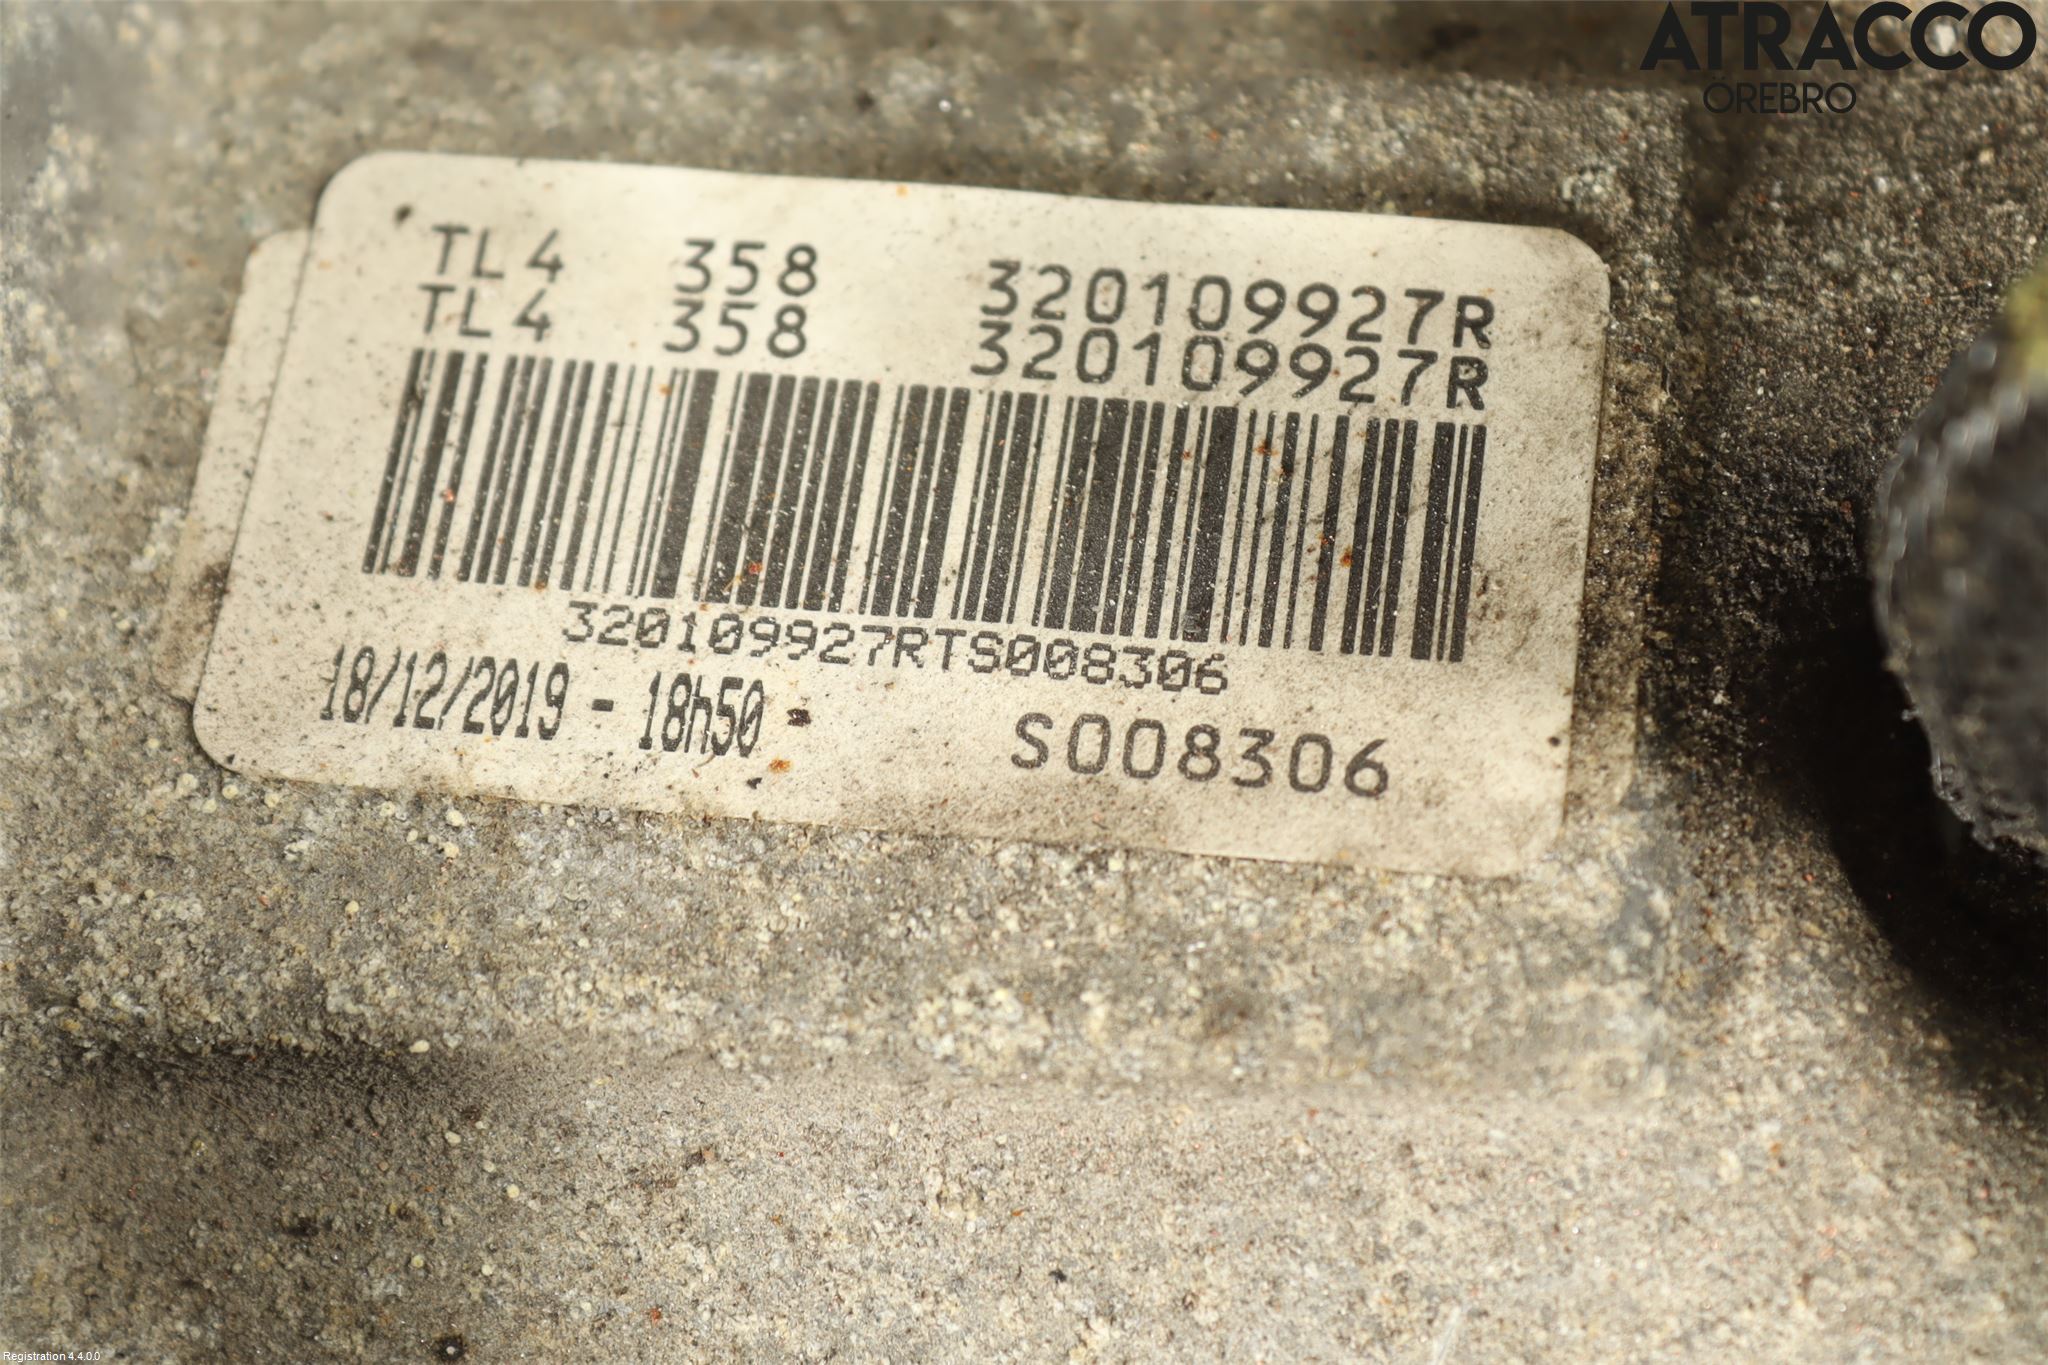 ATRACCO
ÖREBRO
TL4 358 320109927R
TL4 358 320109927R
320109927RTS008306
18/12/2019 - 18h50 -
S008306
Registration 4.4.0.0